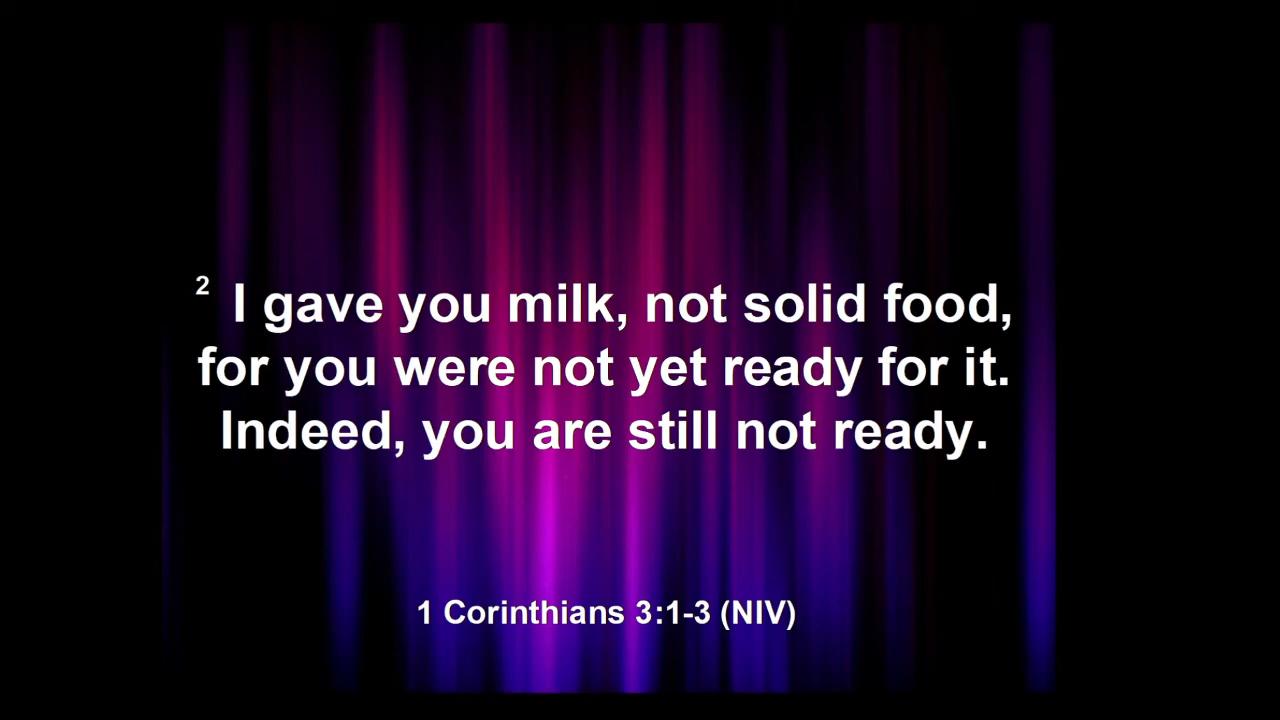 2 I gave you milk, not solid food,
for you were not yet ready for it.
Indeed, you are still not ready.
1 Corinthians 3:1-3 (NIV)